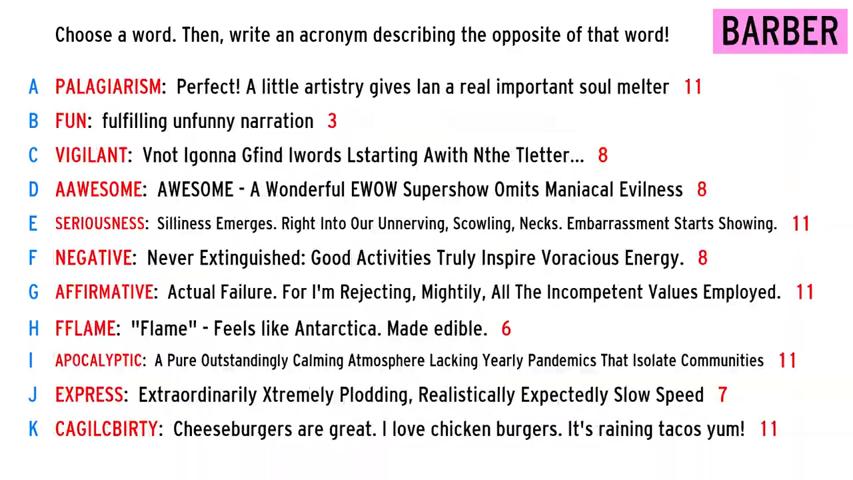 Choose a word. Then, write an acronym describing the opposite of that word! BARBER
A PALAGIARISM: Perfect! A little artistry gives Ian a real important soul melter 11
B FUN: fulfilling unfunny narration 3
C VIGILANT: Vnot Igonna Gfind Iwords Lstarting Awith Nthe Tletter... 8
D AAWESOME: AWESOME - A Wonderful EWOW Supershow Omits Maniacal Evilness 8
E SERIOUSNESS: Silliness Emerges. Right Into Our Unnerving, Scowling, Necks. Embarrassment Starts Showing. 11
F NEGATIVE: Never Extinguished: Good Activities Truly Inspire Voracious Energy. 8
G AFFIRMATIVE: Actual Failure. For I'm Rejecting, Mightily, All The Incompetent Values Employed. 11
H FFLAME: "Flame" - Feels like Antarctica. Made edible. 6
I APOCALYPTIC: A Pure Outstandingly Calming Atmosphere Lacking Yearly Pandemics That Isolate Communities 11
J EXPRESS: Extraordinarily Xtremely Plodding, Realistically Expectedly Slow Speed 7
K CAGILCBIRTY: Cheeseburgers are great. I love chicken burgers. It's raining tacos yum! 11